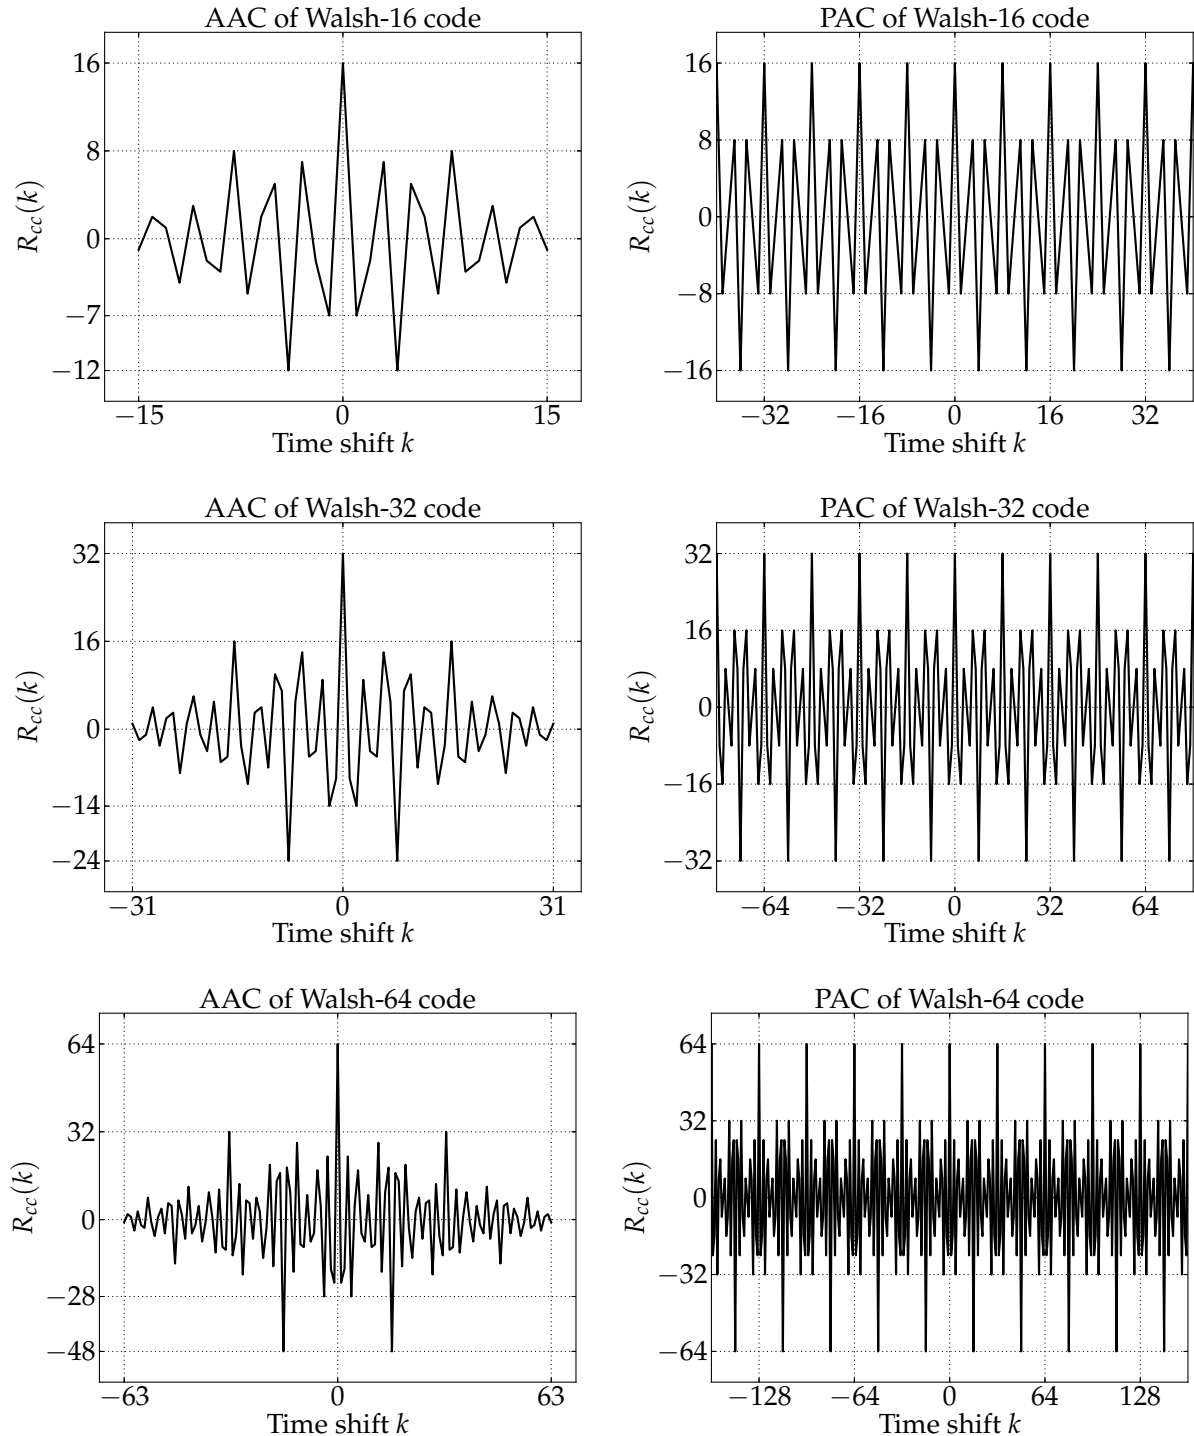 AAC of Walsh-16 code
16
8
0
−7
−12
R_cc(k)
−15 0 15
Time shift k
PAC of Walsh-16 code
16
8
0
−8
−16
R_cc(k)
−32 −16 0 16 32
Time shift k
AAC of Walsh-32 code
32
16
0
−14
−24
R_cc(k)
−31 0 31
Time shift k
PAC of Walsh-32 code
32
16
0
−16
−32
R_cc(k)
−64 −32 0 32 64
Time shift k
AAC of Walsh-64 code
64
32
0
−28
−48
R_cc(k)
−63 0 63
Time shift k
PAC of Walsh-64 code
64
32
0
−32
−64
R_cc(k)
−128 −64 0 64 128
Time shift k